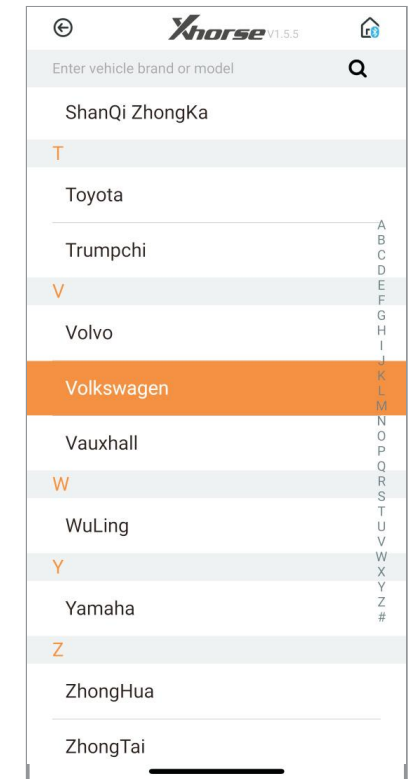 Xhorse V1.5.5
Enter vehicle brand or model
ShanQi ZhongKa
T
Toyota
Trumpchi
V
Volvo
Volkswagen
Vauxhall
W
WuLing
Y
Yamaha
Z
ZhongHua
ZhongTai
A
B
C
D
E
F
G
H
I
J
K
L
M
N
O
P
Q
R
S
T
U
V
W
X
Y
Z
#